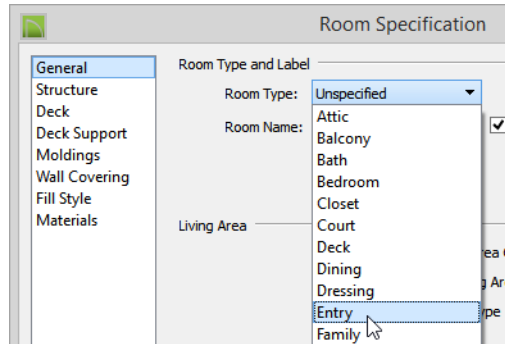 Room Specification
General
Structure
Deck
Deck Support
Moldings
Wall Covering
Fill Style
Materials
Room Type and Label
Room Type: Unspecified
Room Name:
Attic
Balcony
Bath
Bedroom
Closet
Court
Deck
Dining
Dressing
Entry
Family
Living Area